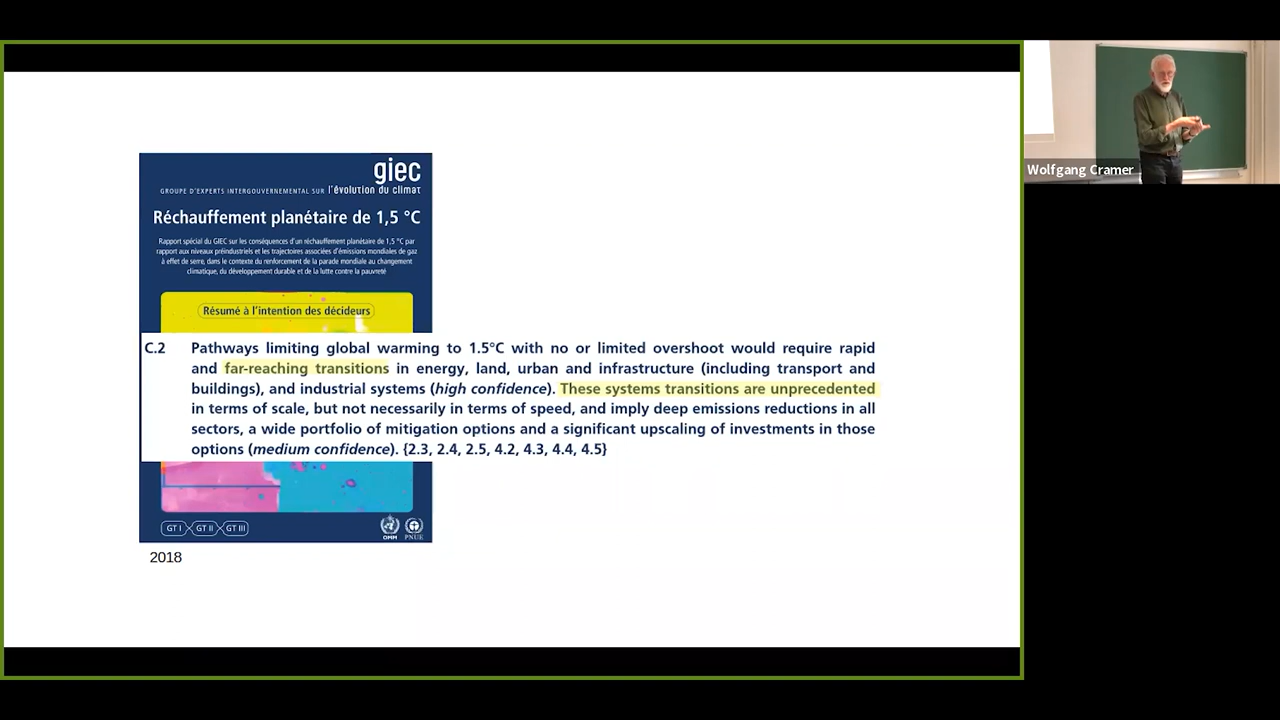 giec
GROUPE D'EXPERTS INTERGOUVERNEMENTAL SUR l'évolution du climat
Réchauffement planétaire de 1,5 °C
Rapport spécial du GIEC sur les conséquences d'un réchauffement planétaire de 1,5 °C par
rapport aux niveaux préindustriels et les trajectoires associées d'émissions mondiales de gaz
à effet de serre, dans le contexte du renforcement de la parade mondiale au changement
climatique, du développement durable et de la lutte contre la pauvreté
Résumé à l'intention des décideurs
C.2 Pathways limiting global warming to 1.5°C with no or limited overshoot would require rapid
and far-reaching transitions in energy, land, urban and infrastructure (including transport and
buildings), and industrial systems (high confidence). These systems transitions are unprecedented
in terms of scale, but not necessarily in terms of speed, and imply deep emissions reductions in all
sectors, a wide portfolio of mitigation options and a significant upscaling of investments in those
options (medium confidence). {2.3, 2.4, 2.5, 4.2, 4.3, 4.4, 4.5}
GT I GT II GT III
OMM PNUE
2018
Wolfgang Cramer